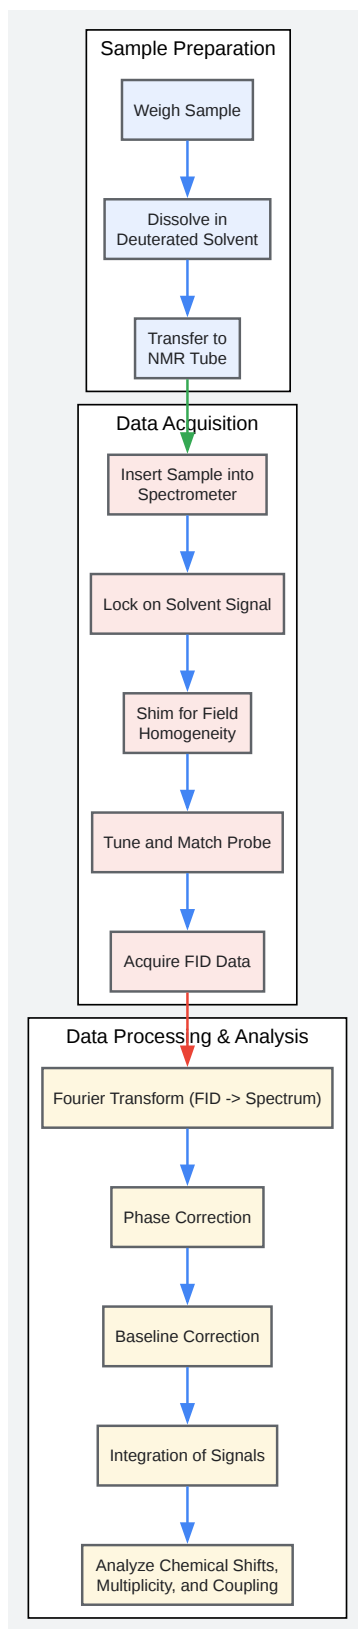 Sample Preparation
Weigh Sample
Dissolve in
Deuterated Solvent
Transfer to
NMR Tube
Data Acquisition
Insert Sample into
Spectrometer
Lock on Solvent Signal
Shim for Field
Homogeneity
Tune and Match Probe
Acquire FID Data
Data Processing & Analysis
Fourier Transform (FID -> Spectrum)
Phase Correction
Baseline Correction
Integration of Signals
Analyze Chemical Shifts,
Multiplicity, and Coupling